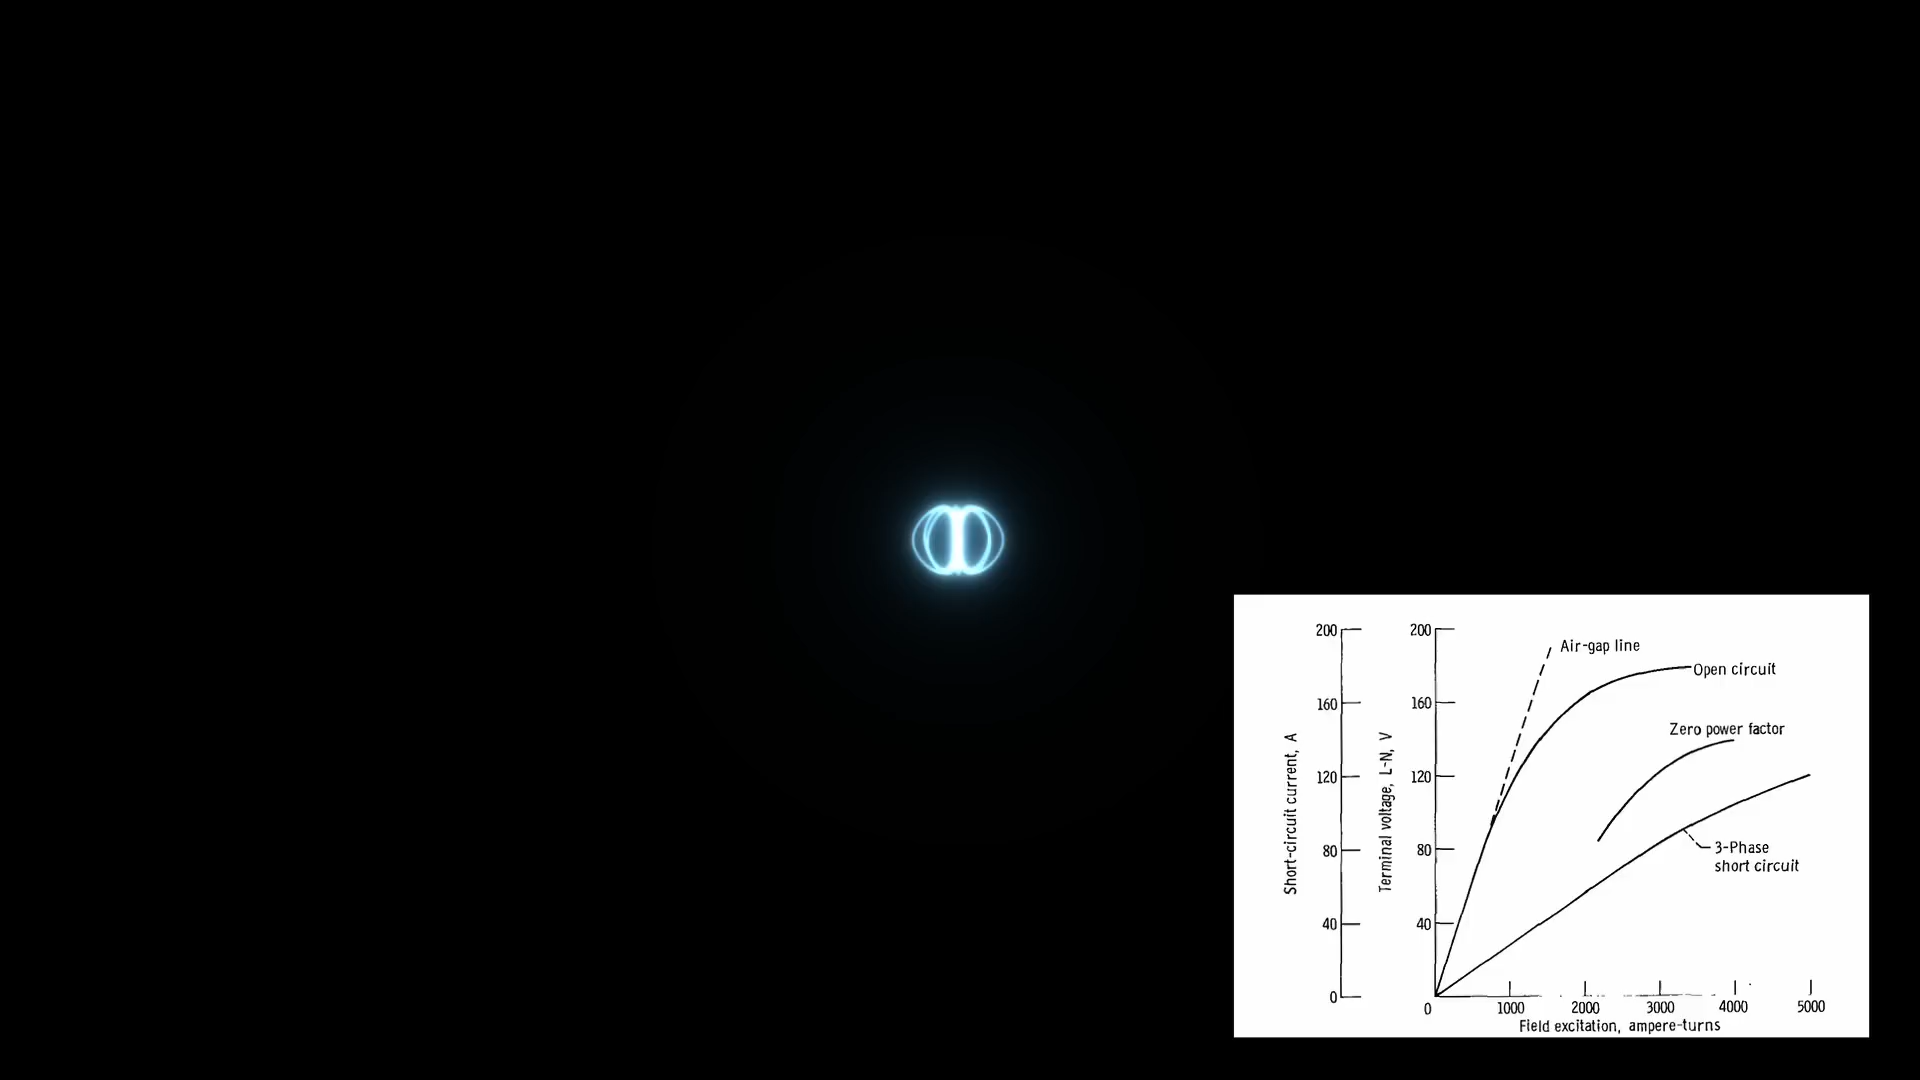 200
160
120
80
40
0
Short-circuit current, A
200
160
120
80
40
Terminal voltage, L-N, V
Air-gap line
Open circuit
Zero power factor
3-Phase
short circuit
0 1000 2000 3000 4000 5000
Field excitation, ampere-turns